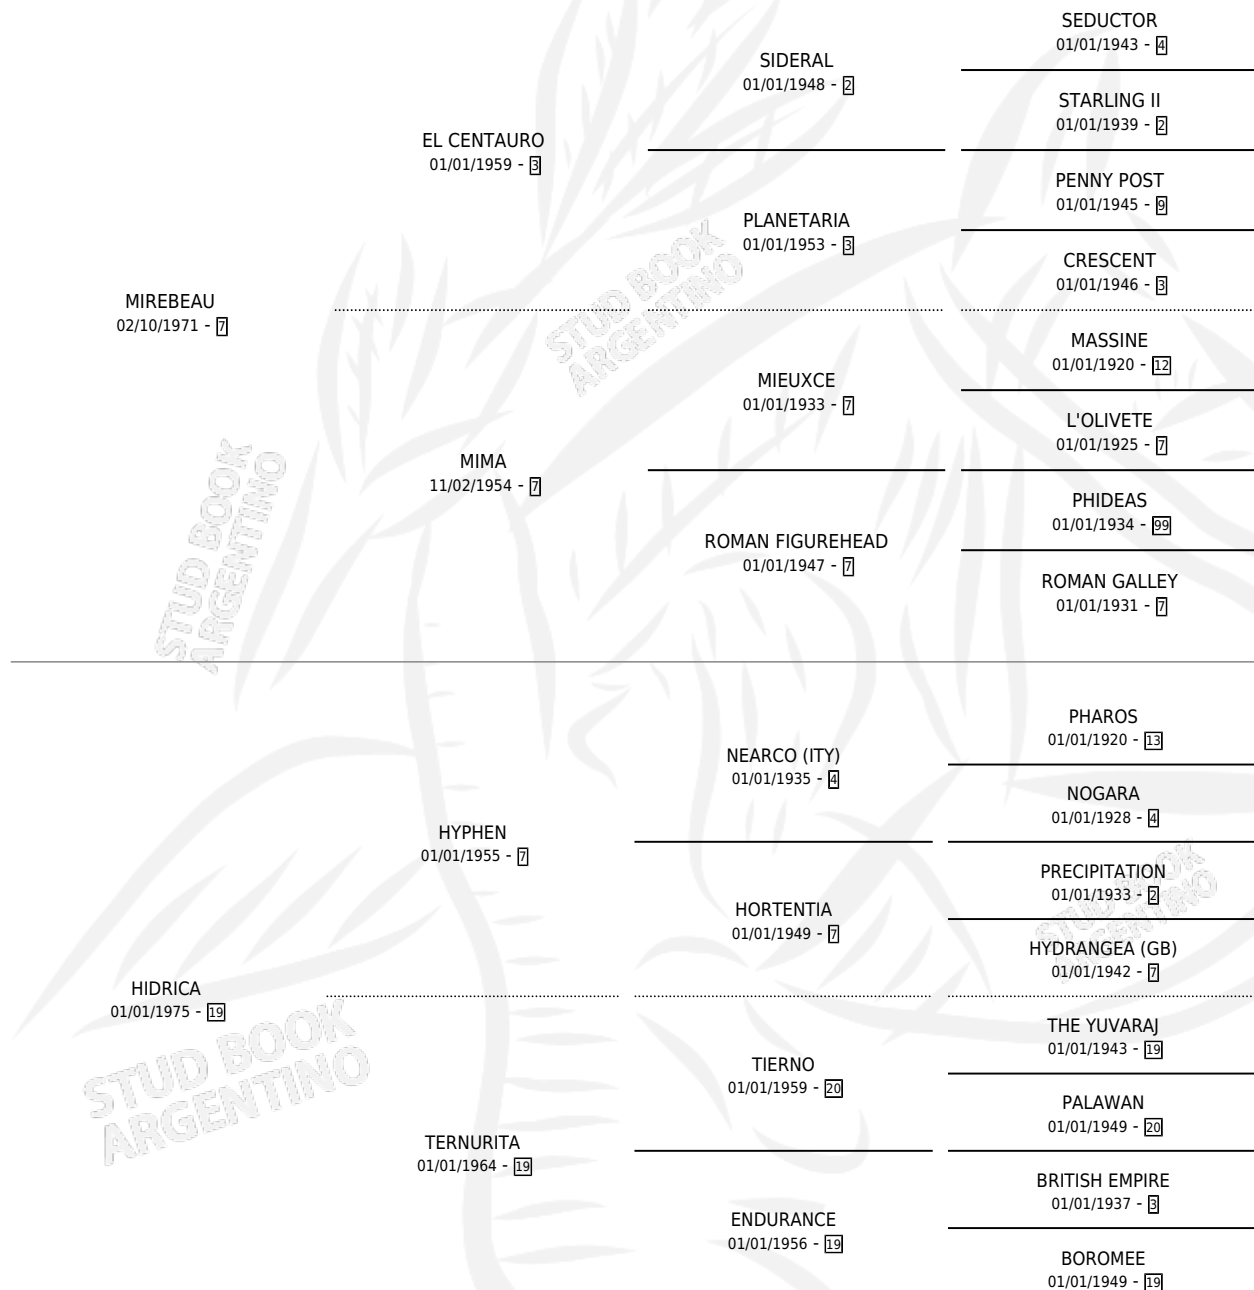 SEDUCTOR
01/01/1943 - 4
SIDERAL
01/01/1948 - 2
STARLING II
01/01/1939 - 2
EL CENTAURO
01/01/1959 - 3
PENNY POST
01/01/1945 - 9
PLANETARIA
01/01/1953 - 3
CRESCENT
01/01/1946 - 3
MIREBEAU
02/10/1971 - 7
MASSINE
01/01/1920 - 12
MIEUXCE
01/01/1933 - 7
L'OLIVETE
01/01/1925 - 7
MIMA
11/02/1954 - 7
PHIDEAS
01/01/1934 - 99
ROMAN FIGUREHEAD
01/01/1947 - 7
ROMAN GALLEY
01/01/1931 - 7
STUD BOOK
ARGENTINO
STUD BOOK
ARGENTINO
PHAROS
01/01/1920 - 13
NEARCO (ITY)
01/01/1935 - 4
NOGARA
01/01/1928 - 4
HYPHEN
01/01/1955 - 7
PRECIPITATION
01/01/1933 - 2
HORTENTIA
01/01/1949 - 7
HYDRANGEA (GB)
01/01/1942 - 7
HIDRICA
01/01/1975 - 19
THE YUVARAJ
01/01/1943 - 19
TIERNO
01/01/1959 - 20
PALAWAN
01/01/1949 - 20
TERNURITA
01/01/1964 - 19
BRITISH EMPIRE
01/01/1937 - 3
ENDURANCE
01/01/1956 - 19
BOROMEE
01/01/1949 - 19
STUD BOOK
ARGENTINO
STUD BOOK
ARGENTINO